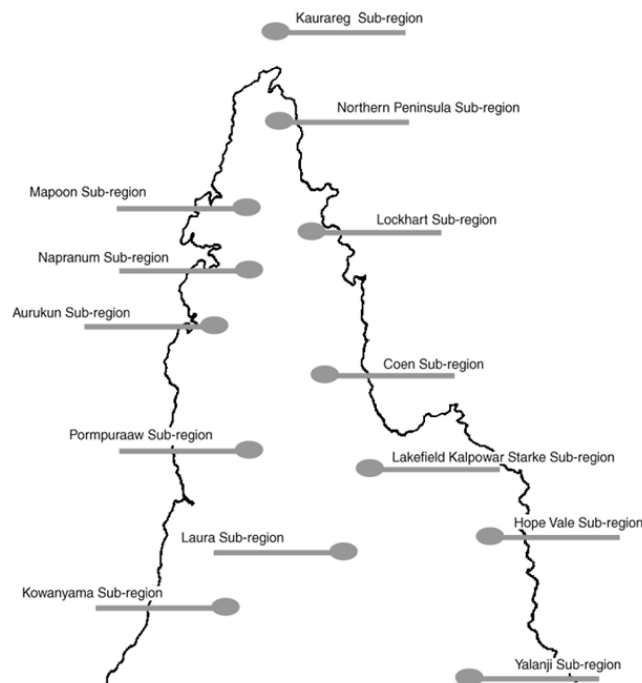 Kaurareg Sub-region
Northern Peninsula Sub-region
Mapoon Sub-region
Lockhart Sub-region
Napranum Sub-region
Aurukun Sub-region
Coen Sub-region
Pormpuraaw Sub-region
Lakefield Kalpowar Starke Sub-region
Hope Vale Sub-region
Laura Sub-region
Kowanyama Sub-region
Yalanji Sub-region